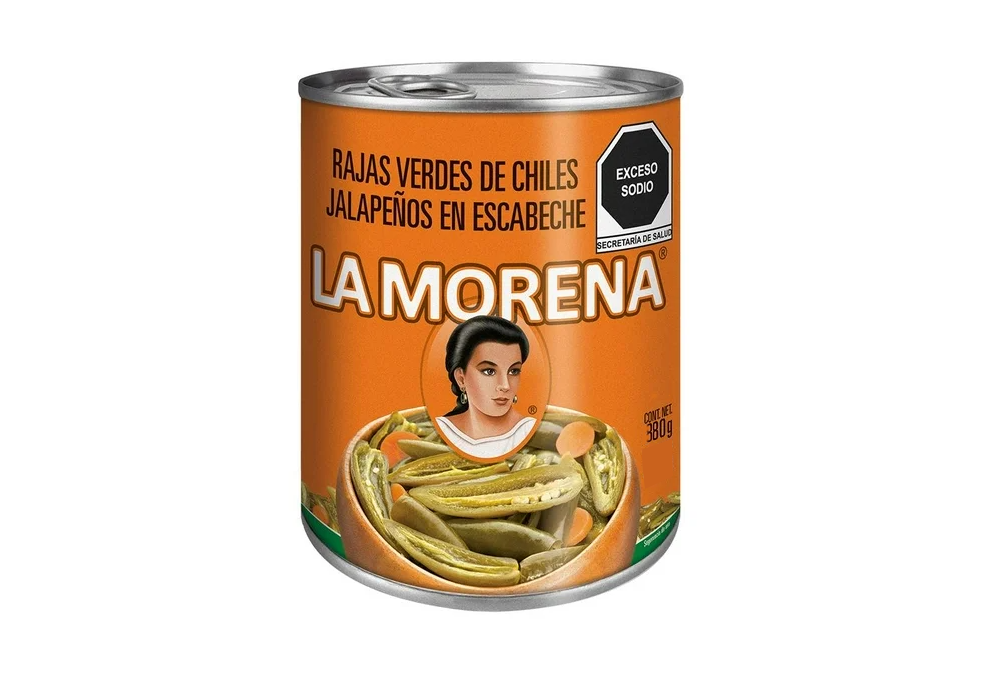 RAJAS VERDES DE CHILES
JALAPEÑOS EN ESCABECHE
EXCESO
SODIO
SECRETARÍA DE SALUD
LA MORENA®
®
CONT. NET.
380g